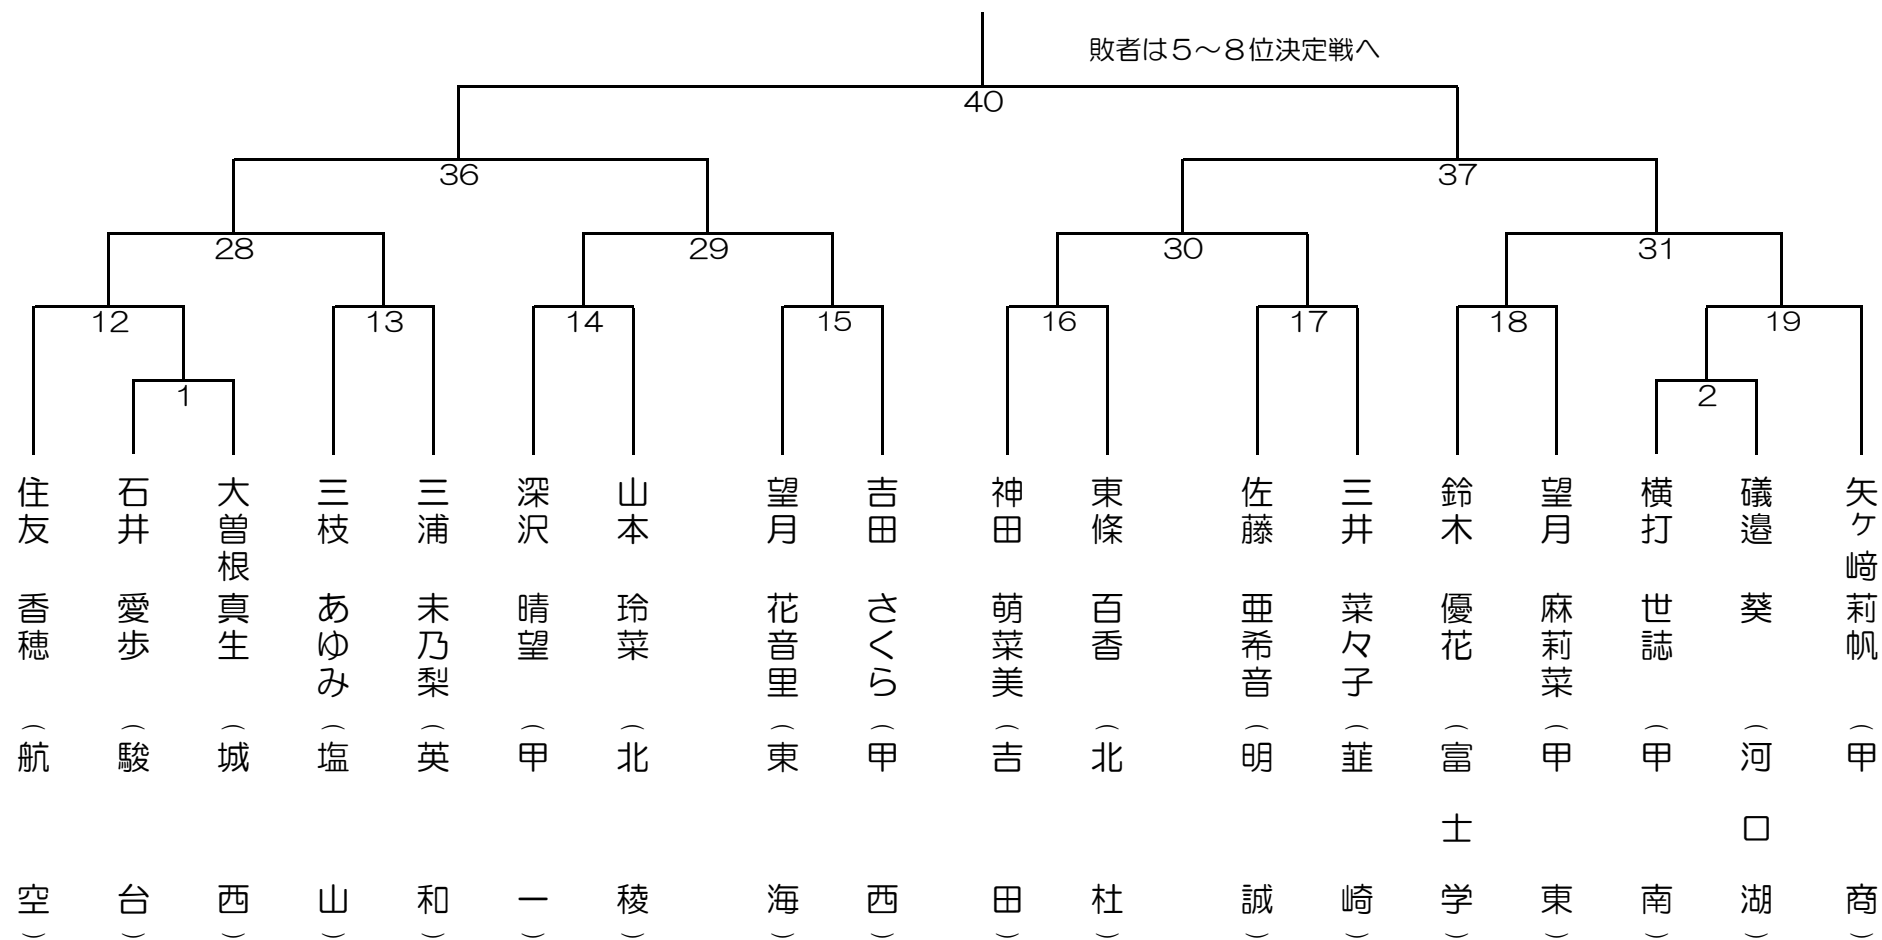 敗者は５～８位決定戦へ
40
36
37
28
29
30
31
12
13
14
15
16
17
18
19
1
2
住友 香穂 （航空）
石井 愛歩 （駿台）
大曽根 真生 （城西）
三枝 あゆみ （塩山）
三浦 未乃梨 （英和）
深沢 晴望 （甲一）
山本 玲菜 （北稜）
望月 花音里 （東海）
吉田 さくら （甲西）
神田 萌菜美 （吉田）
東條 百香 （北杜）
佐藤 亜希音 （明誠）
三井 菜々子 （韮崎）
鈴木 優花 （富士学）
望月 麻莉菜 （甲東）
横打 世誌 （甲南）
礒邉 葵 （河口湖）
矢ケ﨑 莉帆 （甲商）